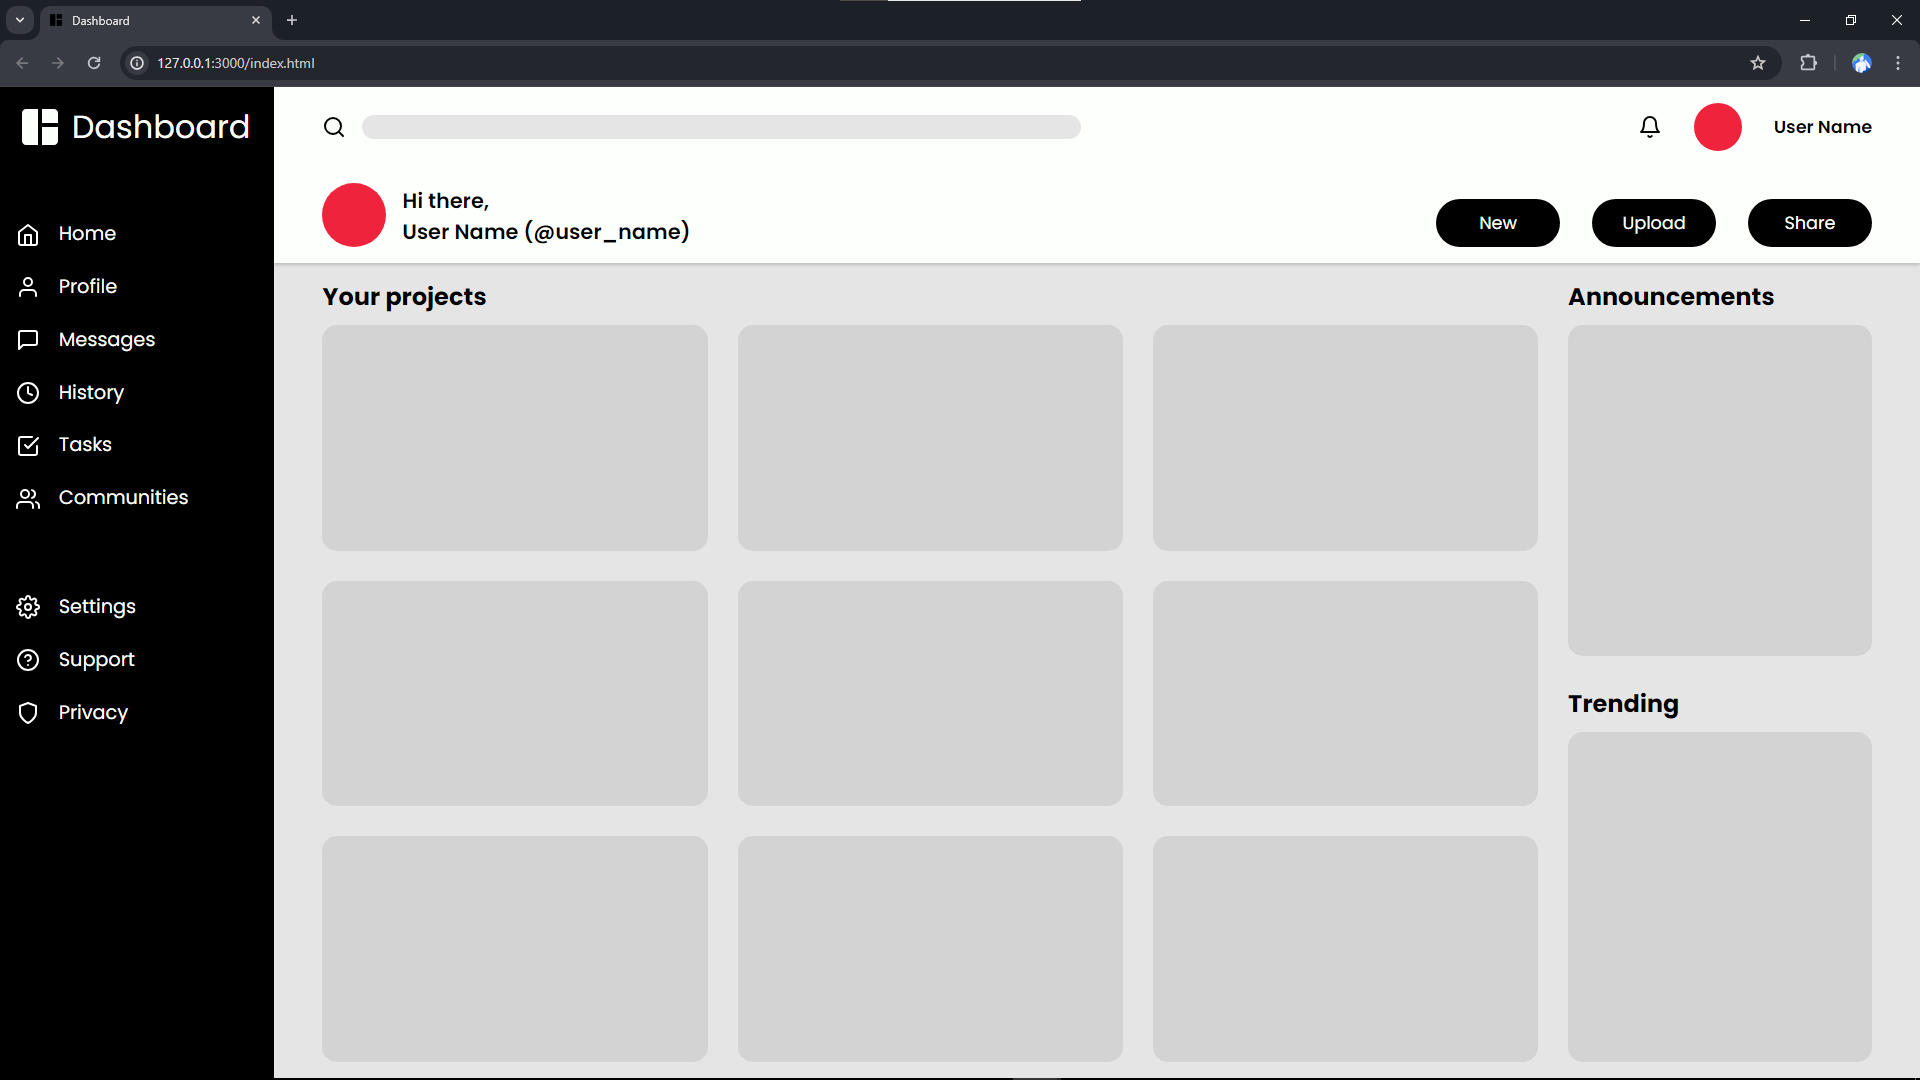 Dashboard
127.0.0.1:3000/index.html
Dashboard
Home
Profile
Messages
History
Tasks
Communities
Settings
Support
Privacy
User Name
Hi there,
User Name (@user_name)
New
Upload
Share
Your projects
Announcements
Trending